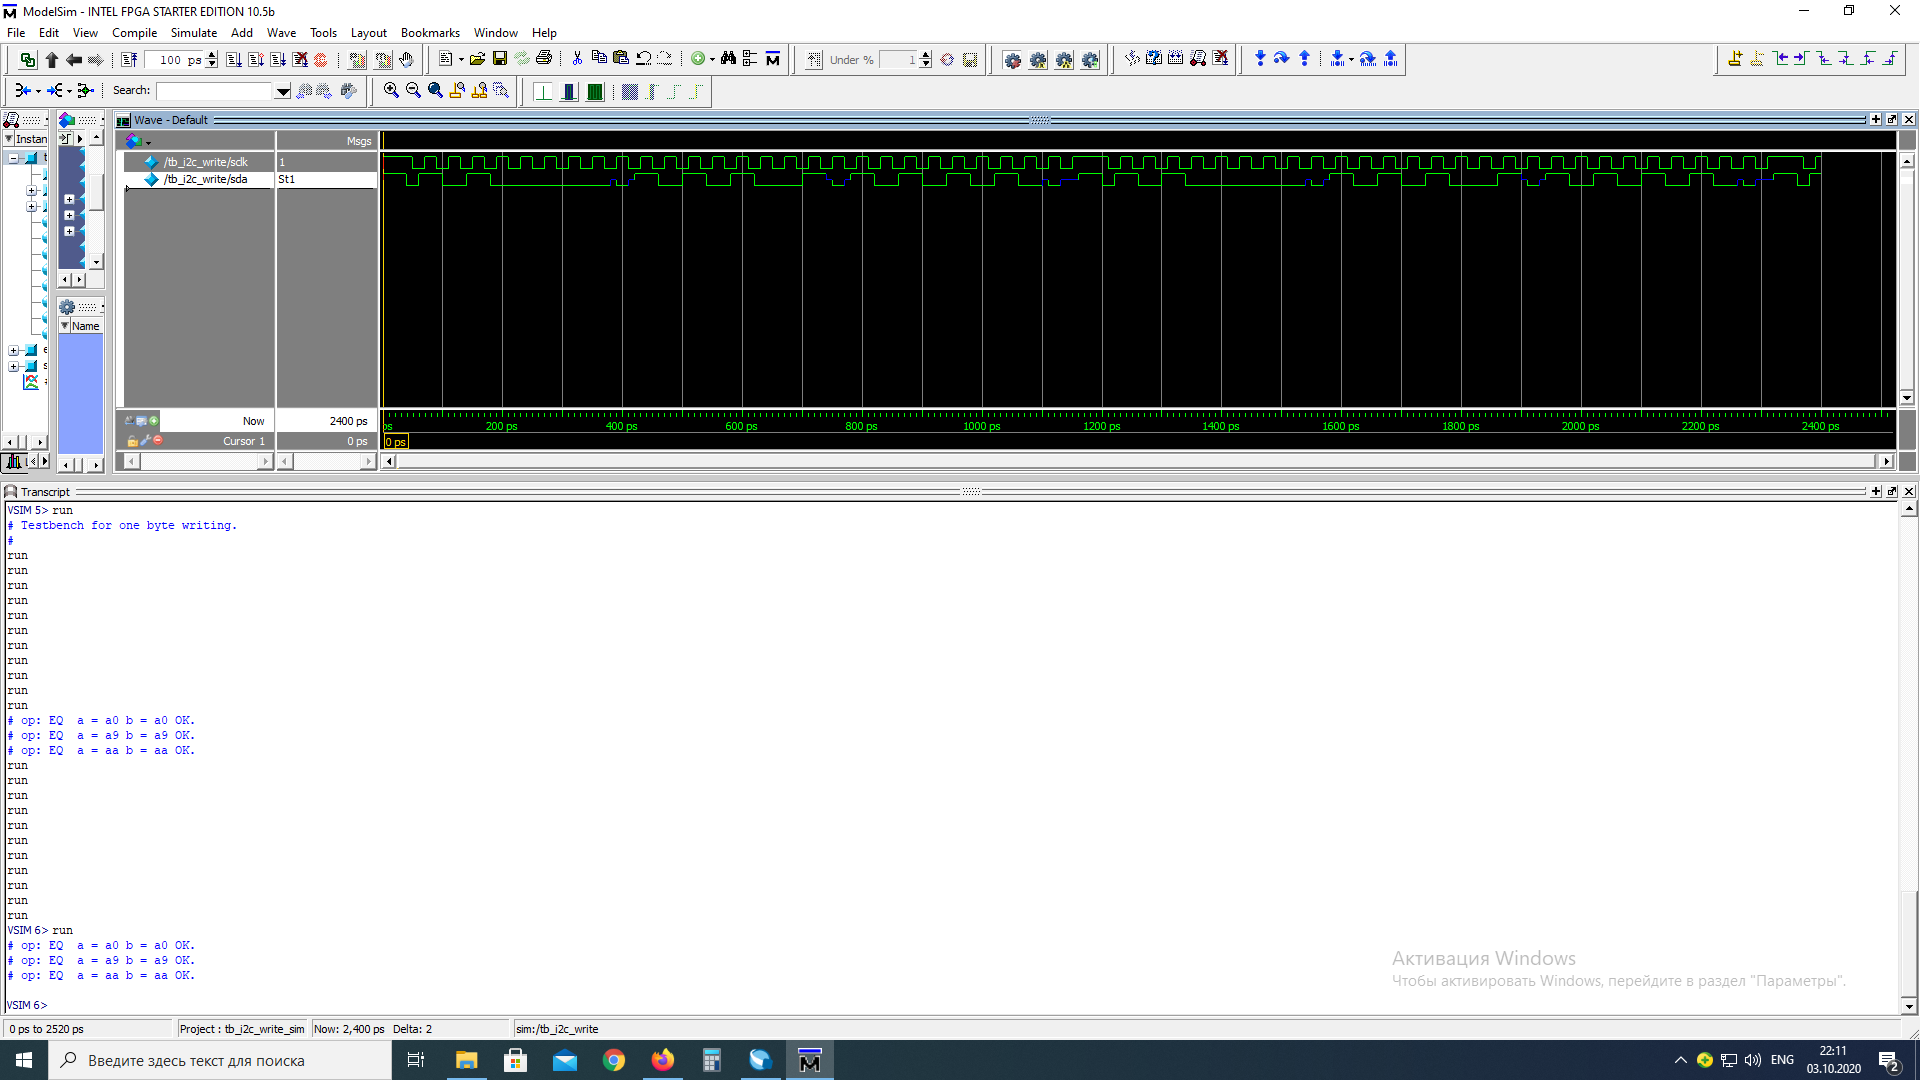 ModelSim - INTEL FPGA STARTER EDITION 10.5b
File Edit View Compile Simulate Add Wave Tools Layout Bookmarks Window Help
100 ps
Under %
1
Search:
Instan
Name
Wave - Default
Msgs
/tb_i2c_write/sclk 1
/tb_i2c_write/sda St1
Now 2400 ps
Cursor 1 0 ps
ps 200 ps 400 ps 600 ps 800 ps 1000 ps 1200 ps 1400 ps 1600 ps 1800 ps 2000 ps 2200 ps 2400 ps
0 ps
Transcript
VSIM 5> run
# Testbench for one byte writing.
#
run
run
run
run
run
run
run
run
run
run
run
# op: EQ a = a0 b = a0 OK.
# op: EQ a = a9 b = a9 OK.
# op: EQ a = aa b = aa OK.
run
run
run
run
run
run
run
run
run
run
run
VSIM 6> run
# op: EQ a = a0 b = a0 OK.
# op: EQ a = a9 b = a9 OK.
# op: EQ a = aa b = aa OK.
VSIM 6>
Активация Windows
Чтобы активировать Windows, перейдите в раздел "Параметры".
0 ps to 2520 ps Project : tb_i2c_write_sim Now: 2,400 ps Delta: 2 sim:/tb_i2c_write
Введите здесь текст для поиска
ENG
22:11
03.10.2020
2